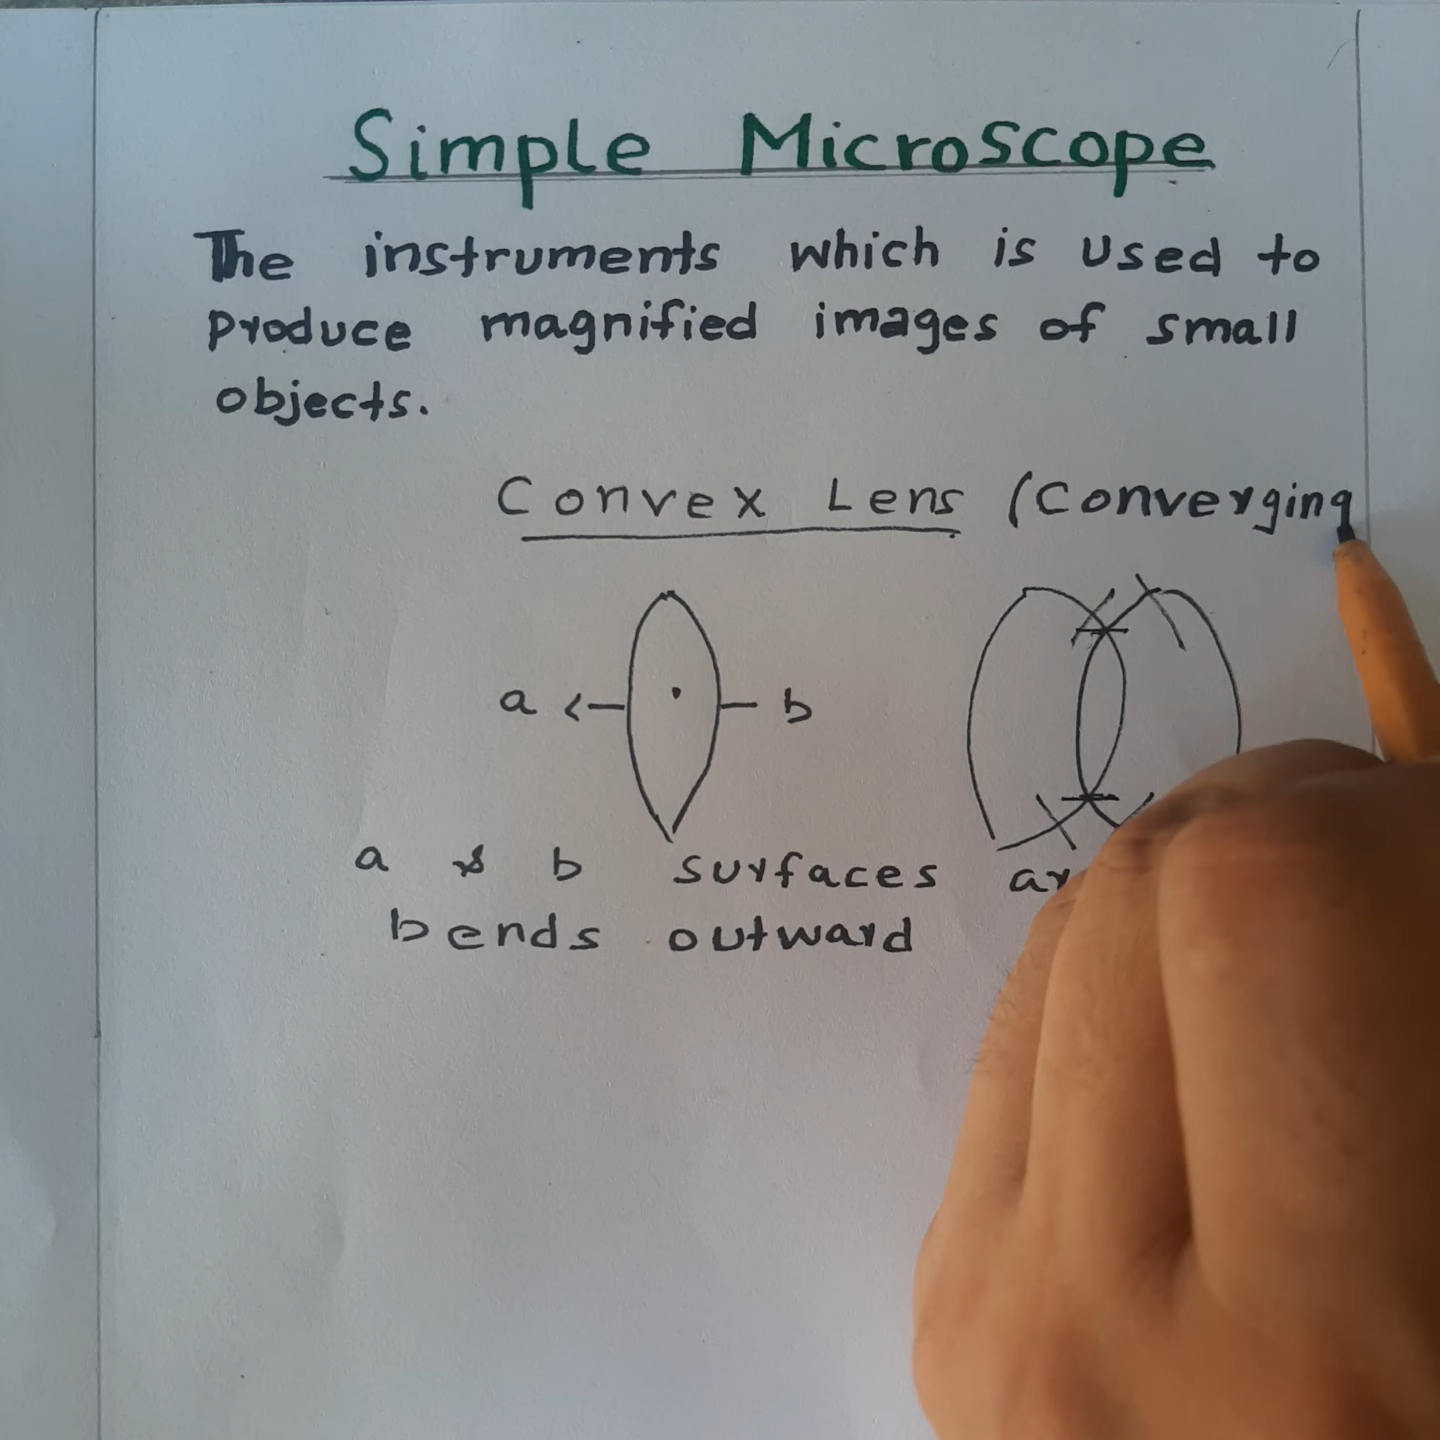 Simple Microscope
The instruments which is used to
produce magnified images of small
objects.
Convex Lens (Converging
a b
a & b surfaces
bends outward